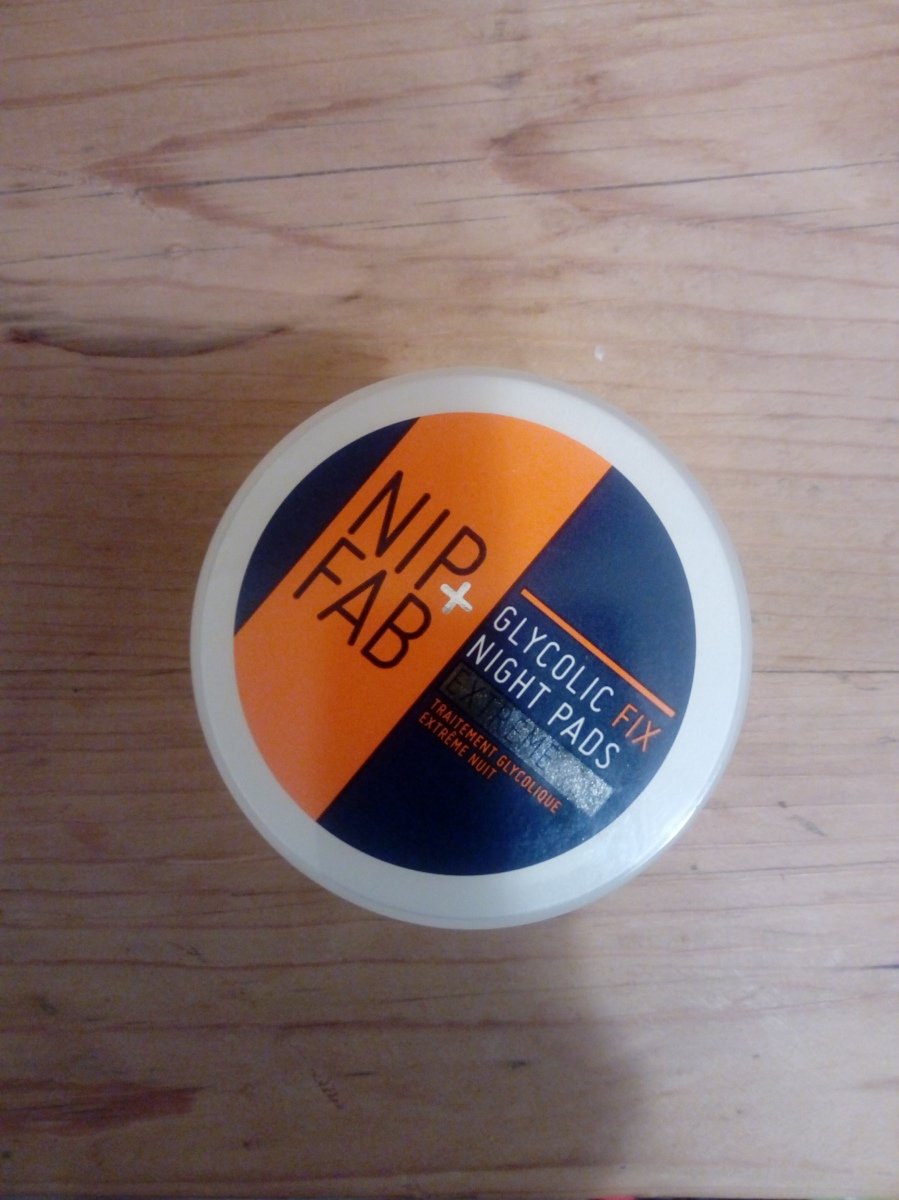 NIP
+
FAB
GLYCOLIC FIX
NIGHT PADS
EXTREME
TRAITEMENT GLYCOLIQUE
EXTRÊME NUIT